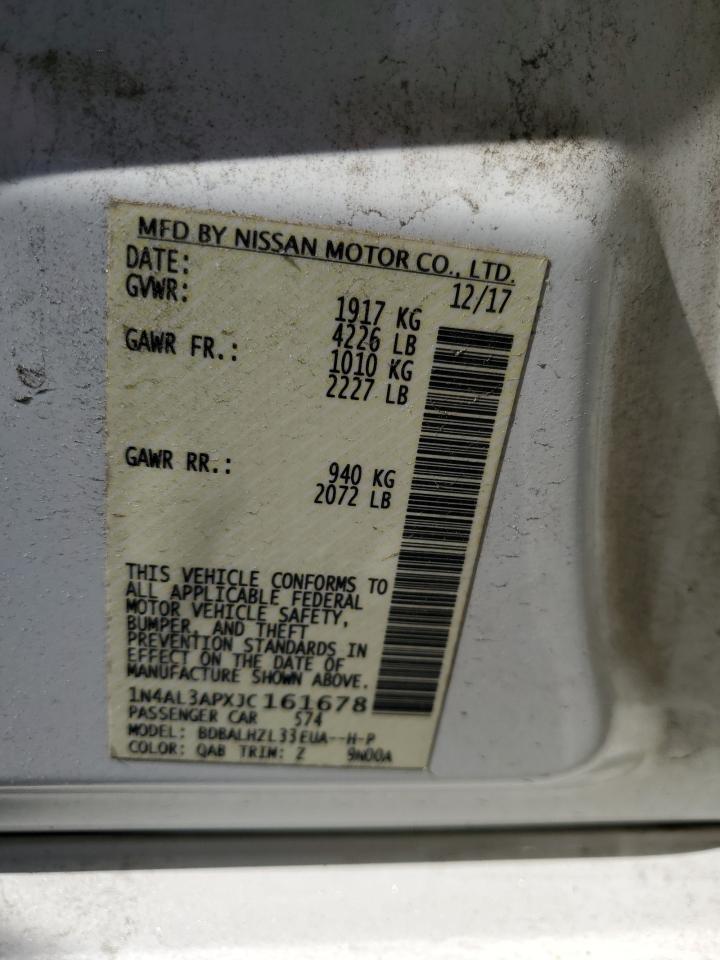 MFD BY NISSAN MOTOR CO., LTD.
DATE: 12/17
GVWR: 1917 KG
4226 LB
GAWR FR.: 1010 KG
2227 LB
GAWR RR.: 940 KG
2072 LB
THIS VEHICLE CONFORMS TO
ALL APPLICABLE FEDERAL
MOTOR VEHICLE SAFETY,
BUMPER, AND THEFT
PREVENTION STANDARDS IN
EFFECT ON THE DATE OF
MANUFACTURE SHOWN ABOVE.
1N4AL3APXJC161678
PASSENGER CAR 574
MODEL: BDBALHZL33EUA--H-P
COLOR: QAB TRIM: Z 9N00A